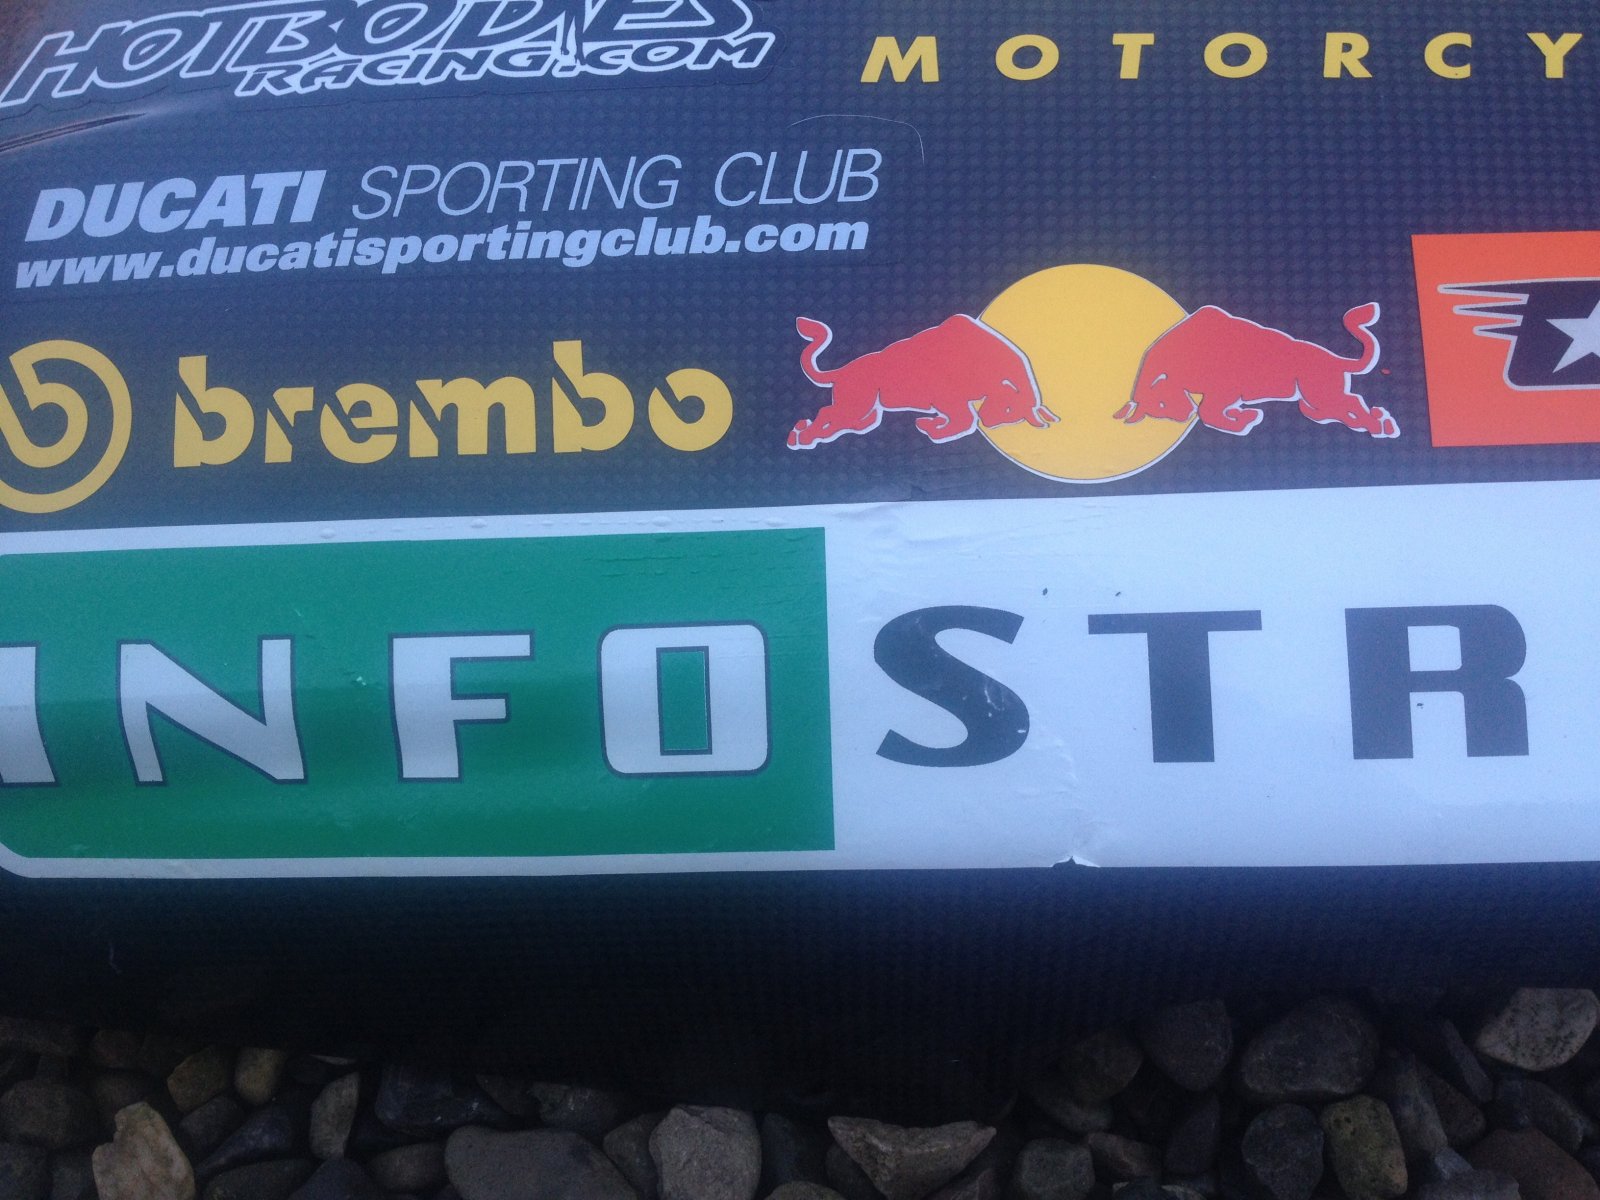 HOTBODIES
RACING.COM
MOTORCY
DUCATI SPORTING CLUB
www.ducatisportingclub.com
b brembo
INFOSTR